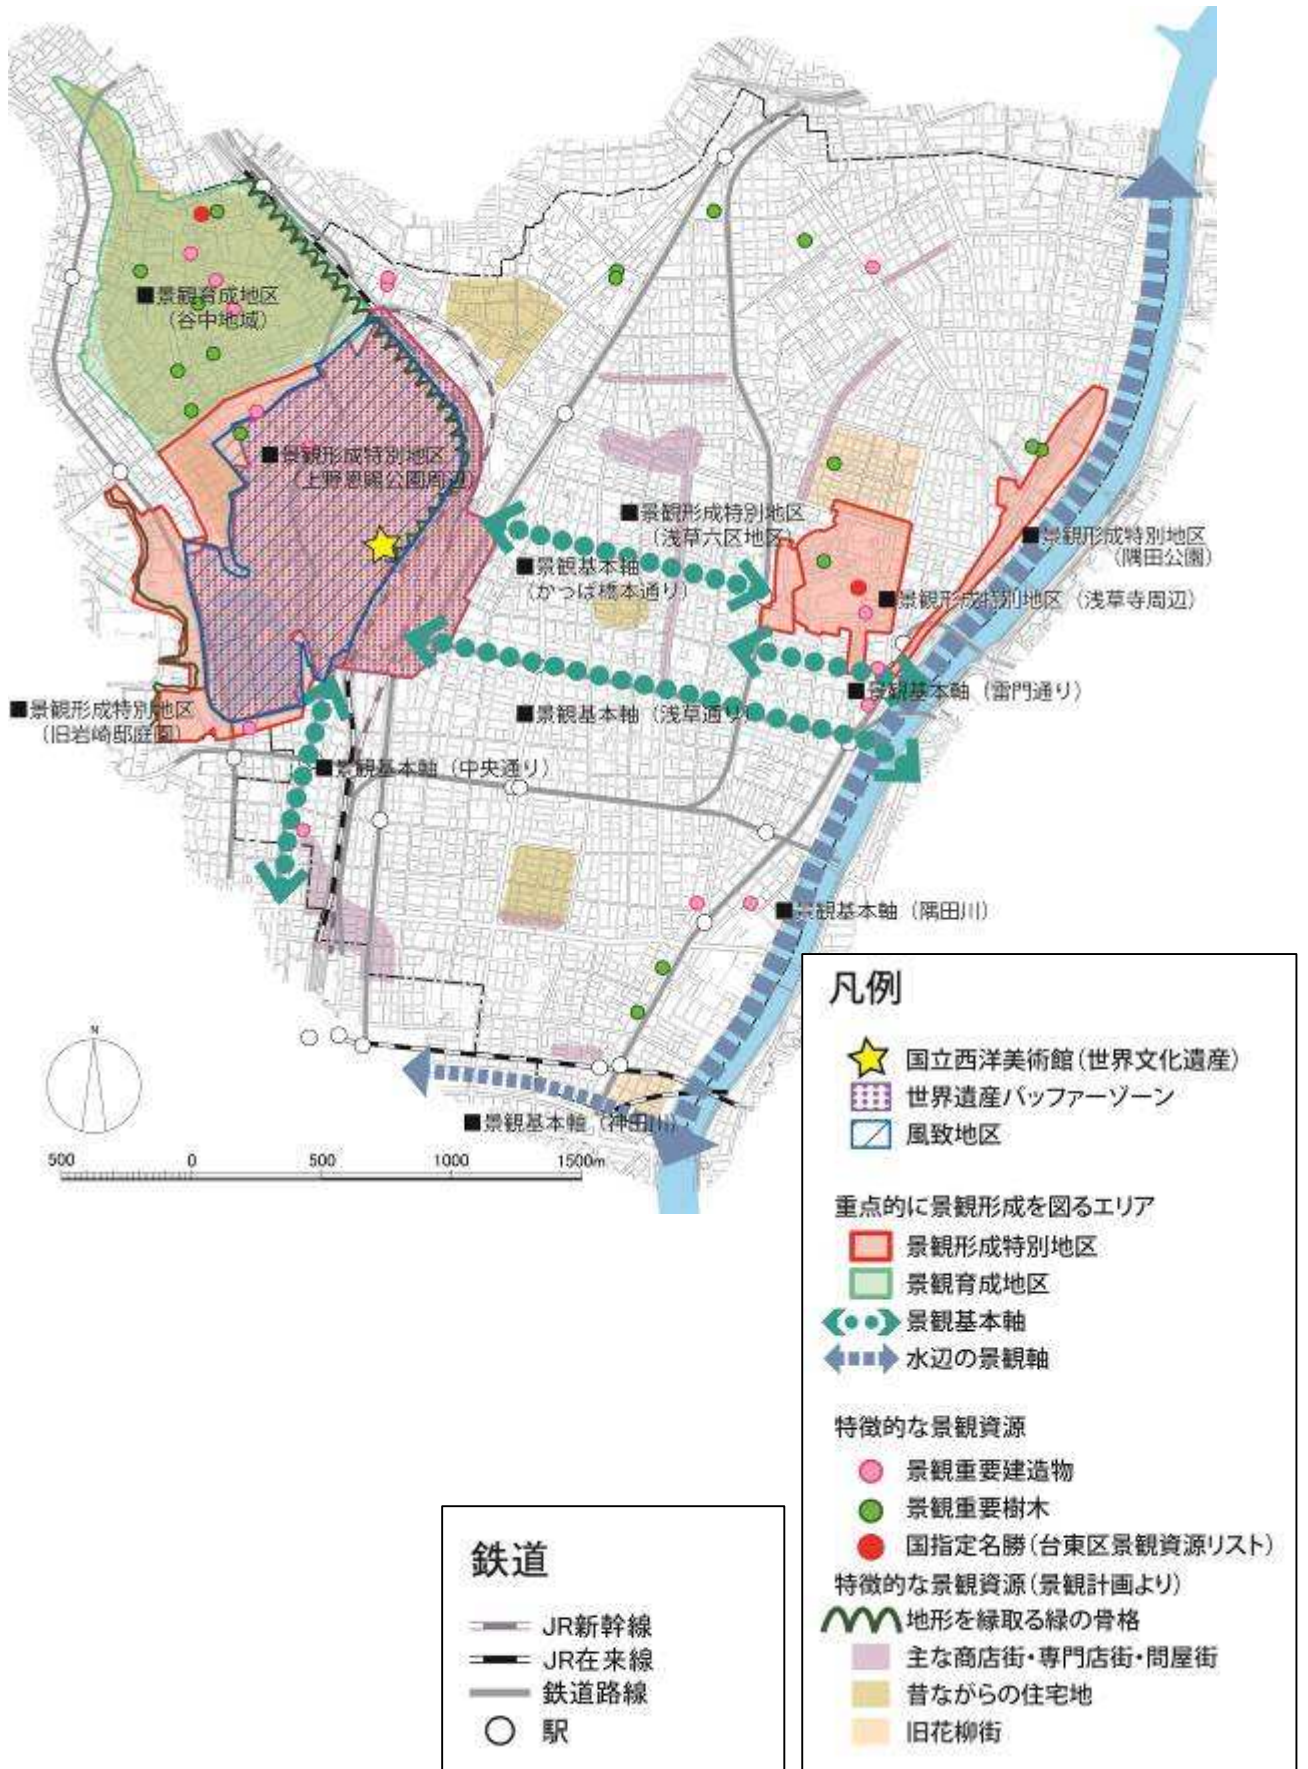 ■景観育成地区
（谷中地域）
■景観形成特別地区
（上野恩賜公園周辺）
■景観形成特別地区
（浅草六区地区）
■景観形成特別地区
（隅田公園）
■景観基本軸
（かっぱ橋本通り）
■景観形成特別地区（浅草寺周辺）
■景観基本軸（雷門通り）
■景観形成特別地区
（旧岩崎邸庭園）
■景観基本軸（浅草通り）
■景観基本軸（中央通り）
■景観基本軸（隅田川）
■景観基本軸（神田川）
N
500 0 500 1000 1500m
凡例
国立西洋美術館（世界文化遺産）
世界遺産バッファーゾーン
風致地区
重点的に景観形成を図るエリア
景観形成特別地区
景観育成地区
景観基本軸
水辺の景観軸
特徴的な景観資源
景観重要建造物
景観重要樹木
国指定名勝（台東区景観資源リスト）
特徴的な景観資源（景観計画より）
地形を縁取る緑の骨格
主な商店街・専門店街・問屋街
昔ながらの住宅地
旧花柳街
鉄道
JR新幹線
JR在来線
鉄道路線
駅